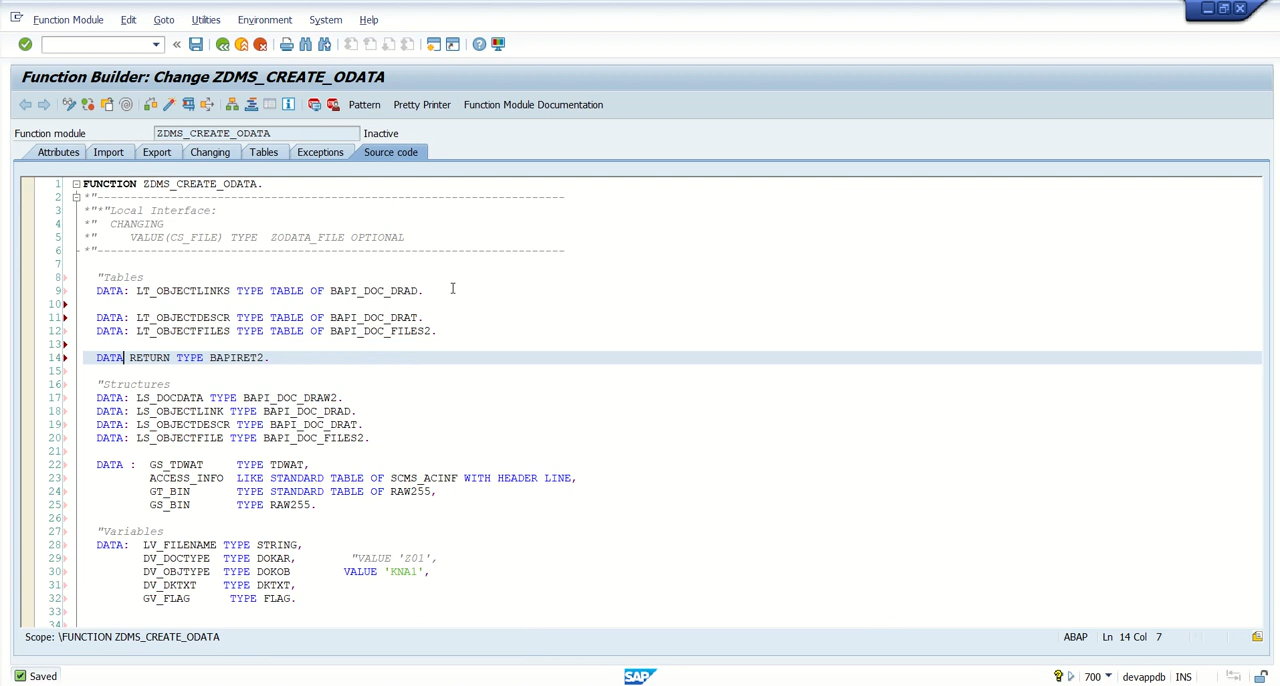 Function Module Edit Goto Utilities Environment System Help
Function Builder: Change ZDMS_CREATE_ODATA
Pattern Pretty Printer Function Module Documentation
Function module ZDMS_CREATE_ODATA Inactive
Attributes Import Export Changing Tables Exceptions Source code
1 FUNCTION ZDMS_CREATE_ODATA.
2 *"----------------------------------------------------------------------
3 *"*"Local Interface:
4 *" CHANGING
5 *" VALUE(CS_FILE) TYPE ZODATA_FILE OPTIONAL
6 *"----------------------------------------------------------------------
7
8 "Tables
9 DATA: LT_OBJECTLINKS TYPE TABLE OF BAPI_DOC_DRAD.
10
11 DATA: LT_OBJECTDESCR TYPE TABLE OF BAPI_DOC_DRAT.
12 DATA: LT_OBJECTFILES TYPE TABLE OF BAPI_DOC_FILES2.
13
14 DATA RETURN TYPE BAPIRET2.
15
16 "Structures
17 DATA: LS_DOCDATA TYPE BAPI_DOC_DRAW2.
18 DATA: LS_OBJECTLINK TYPE BAPI_DOC_DRAD.
19 DATA: LS_OBJECTDESCR TYPE BAPI_DOC_DRAT.
20 DATA: LS_OBJECTFILE TYPE BAPI_DOC_FILES2.
21
22 DATA : GS_TDWAT TYPE TDWAT,
23 ACCESS_INFO LIKE STANDARD TABLE OF SCMS_ACINF WITH HEADER LINE,
24 GT_BIN TYPE STANDARD TABLE OF RAW255,
25 GS_BIN TYPE RAW255.
26
27 "Variables
28 DATA: LV_FILENAME TYPE STRING,
29 DV_DOCTYPE TYPE DOKAR, "VALUE 'Z01',
30 DV_OBJTYPE TYPE DOKOB VALUE 'KNA1',
31 DV_DKTXT TYPE DKTXT,
32 GV_FLAG TYPE FLAG.
33
34
Scope: \FUNCTION ZDMS_CREATE_ODATA ABAP Ln 14 Col 7
Saved SAP 700 devappdb INS